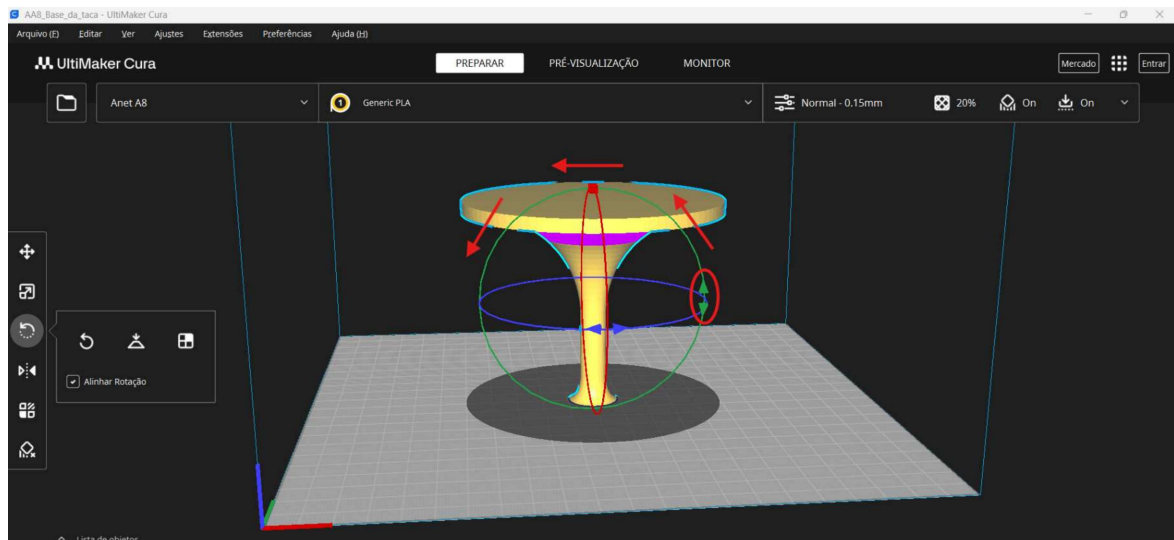 AA8_Base_da_taca - UltiMaker Cura
Arquivo (F) Editar Ver Ajustes Extensões Preferências Ajuda (H)
UltiMaker Cura PREPARAR PRÉ-VISUALIZAÇÃO MONITOR Mercado Entrar
Anet A8 1 Generic PLA Normal - 0.15mm 20% On On
Alinhar Rotação
Lista de objetos